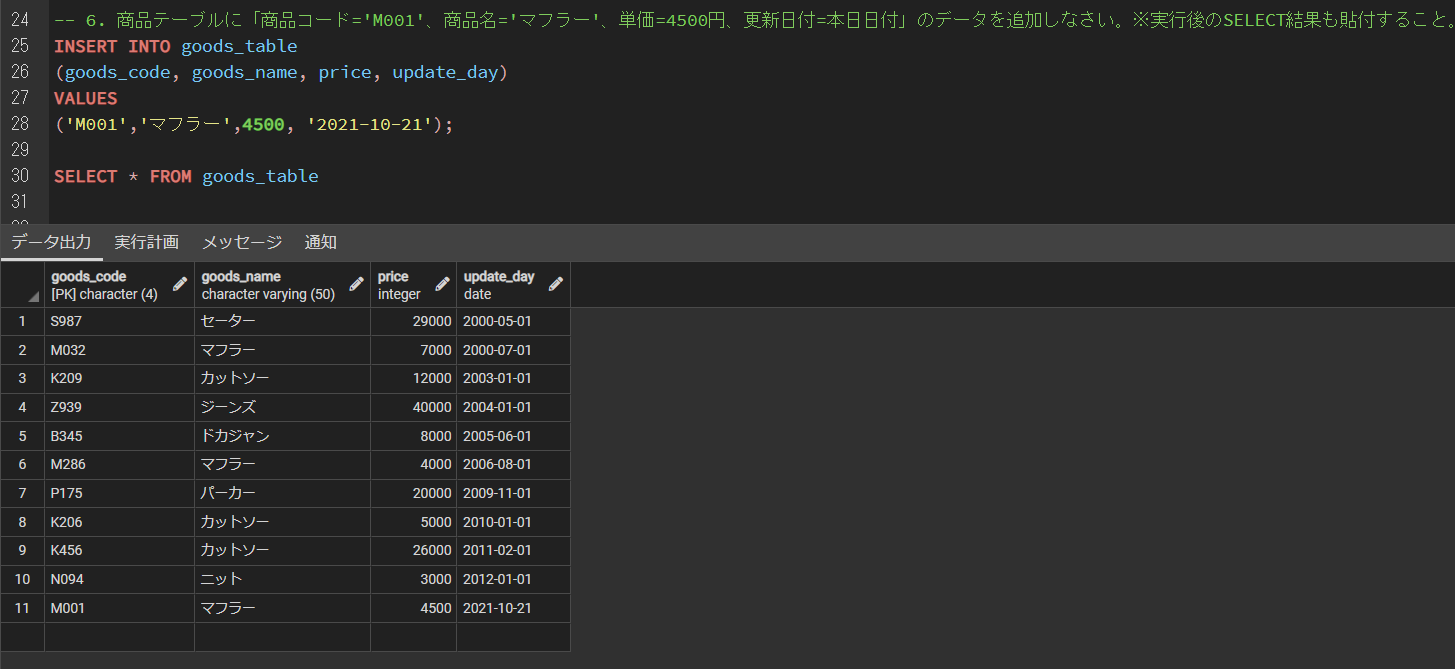 24 -- 6. 商品テーブルに「商品コード='M001'、商品名='マフラー'、単価=4500円、更新日付=本日日付」のデータを追加しなさい。※実行後のSELECT結果も貼付すること。
25 INSERT INTO goods_table
26 (goods_code, goods_name, price, update_day)
27 VALUES
28 ('M001','マフラー',4500, '2021-10-21');
29
30 SELECT * FROM goods_table
31
データ出力 実行計画 メッセージ 通知
goods_code goods_name price update_day
[PK] character (4) character varying (50) integer date
1 S987 セーター 29000 2000-05-01
2 M032 マフラー 7000 2000-07-01
3 K209 カットソー 12000 2003-01-01
4 Z939 ジーンズ 40000 2004-01-01
5 B345 ドカジャン 8000 2005-06-01
6 M286 マフラー 4000 2006-08-01
7 P175 パーカー 20000 2009-11-01
8 K206 カットソー 5000 2010-01-01
9 K456 カットソー 26000 2011-02-01
10 N094 ニット 3000 2012-01-01
11 M001 マフラー 4500 2021-10-21